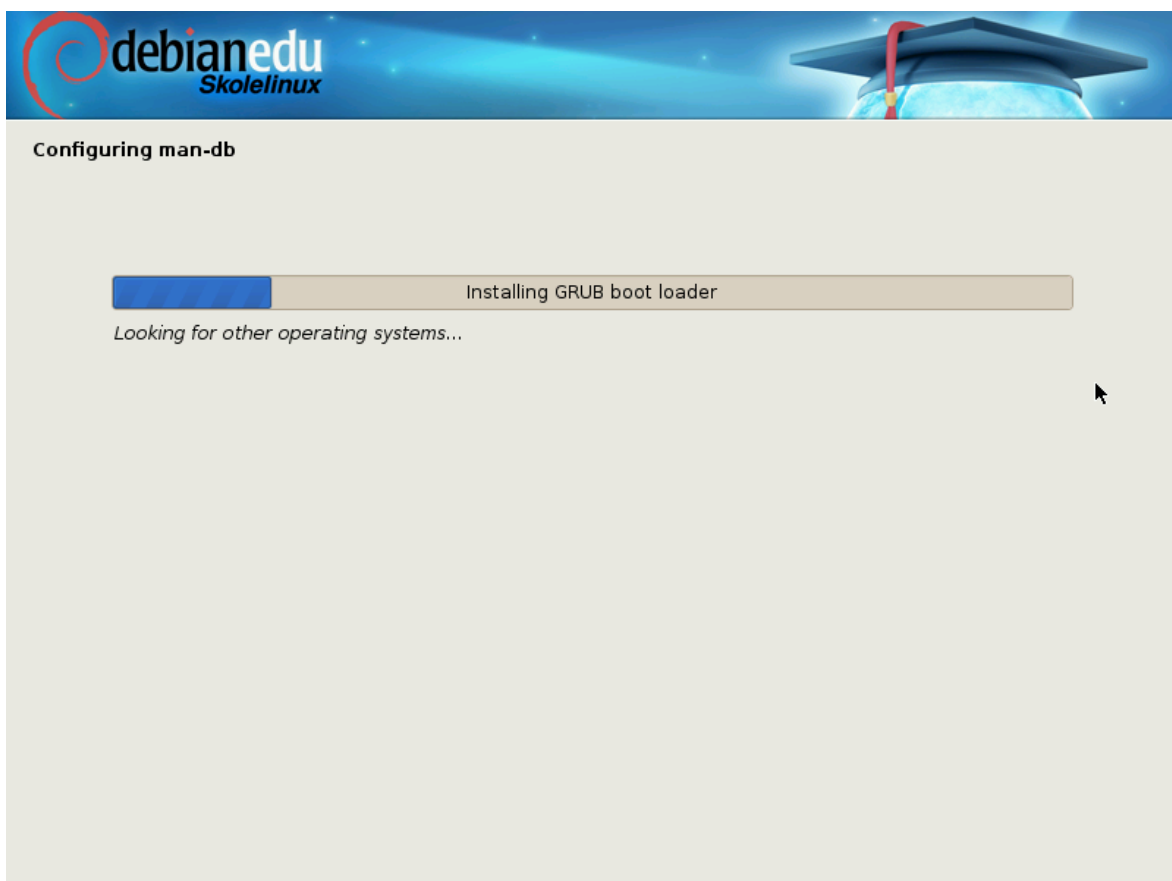 debianedu
Skolelinux
Configuring man-db
Installing GRUB boot loader
Looking for other operating systems...